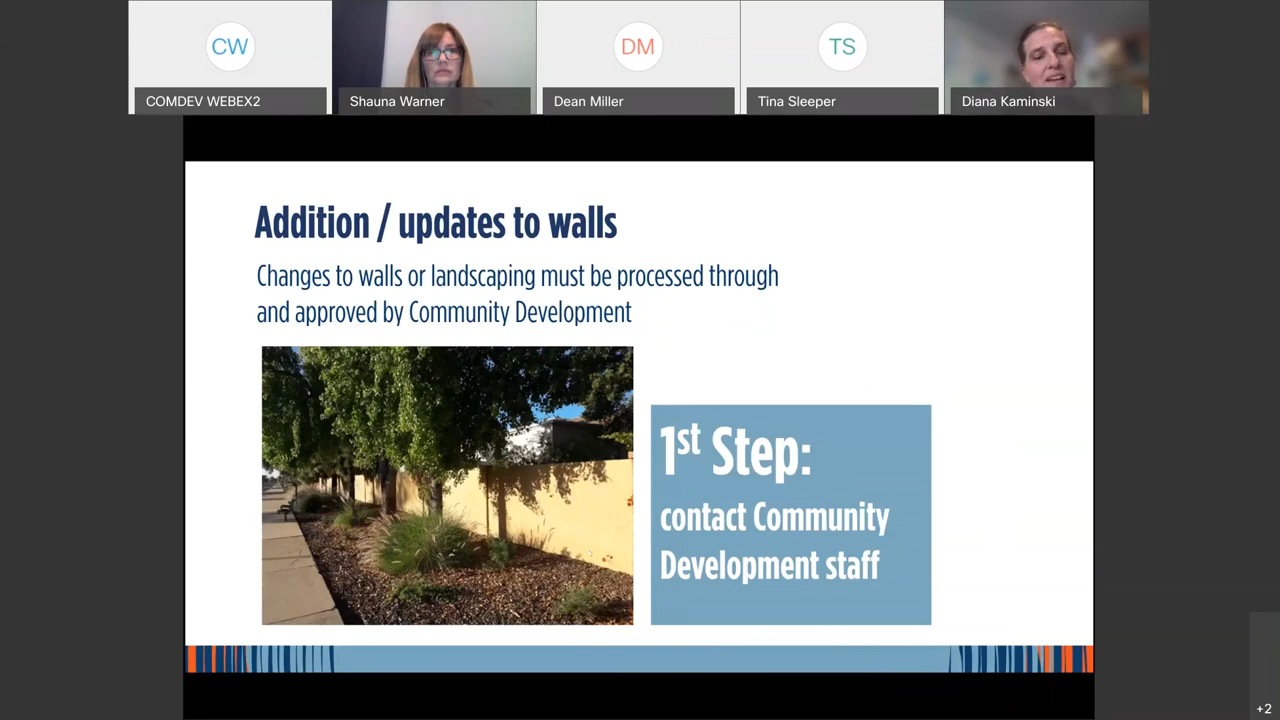 CW
COMDEV WEBEX2
Shauna Warner
DM
Dean Miller
TS
Tina Sleeper
Diana Kaminski
Addition / updates to walls
Changes to walls or landscaping must be processed through
and approved by Community Development
1st Step:
contact Community
Development staff
+2